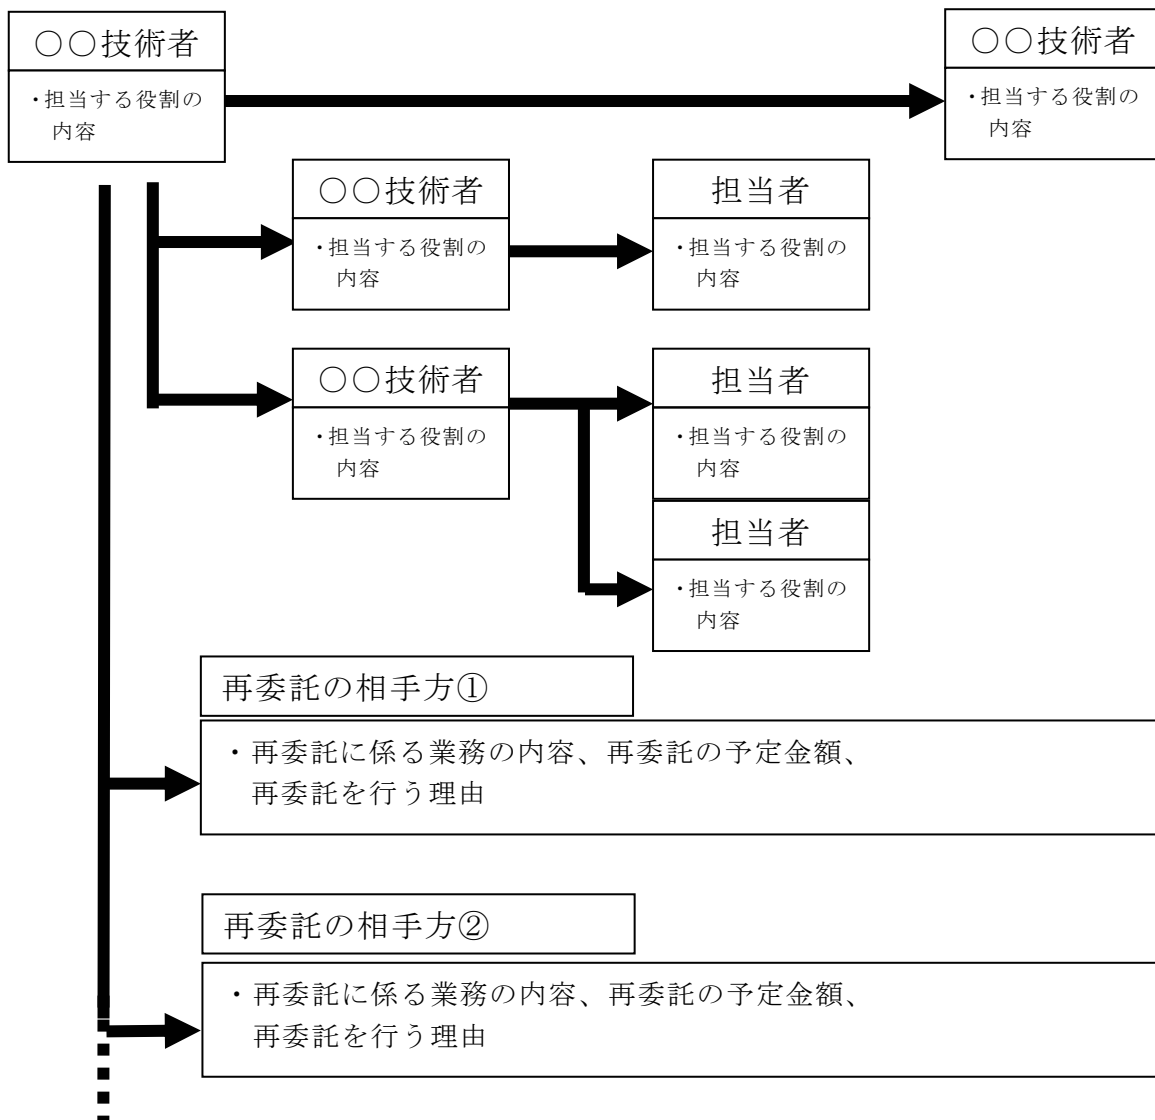 ○○技術者
・担当する役割の
内容
○○技術者
・担当する役割の
内容
○○技術者
・担当する役割の
内容
担当者
・担当する役割の
内容
○○技術者
・担当する役割の
内容
担当者
・担当する役割の
内容
担当者
・担当する役割の
内容
再委託の相手方①
・再委託に係る業務の内容、再委託の予定金額、
再委託を行う理由
再委託の相手方②
・再委託に係る業務の内容、再委託の予定金額、
再委託を行う理由